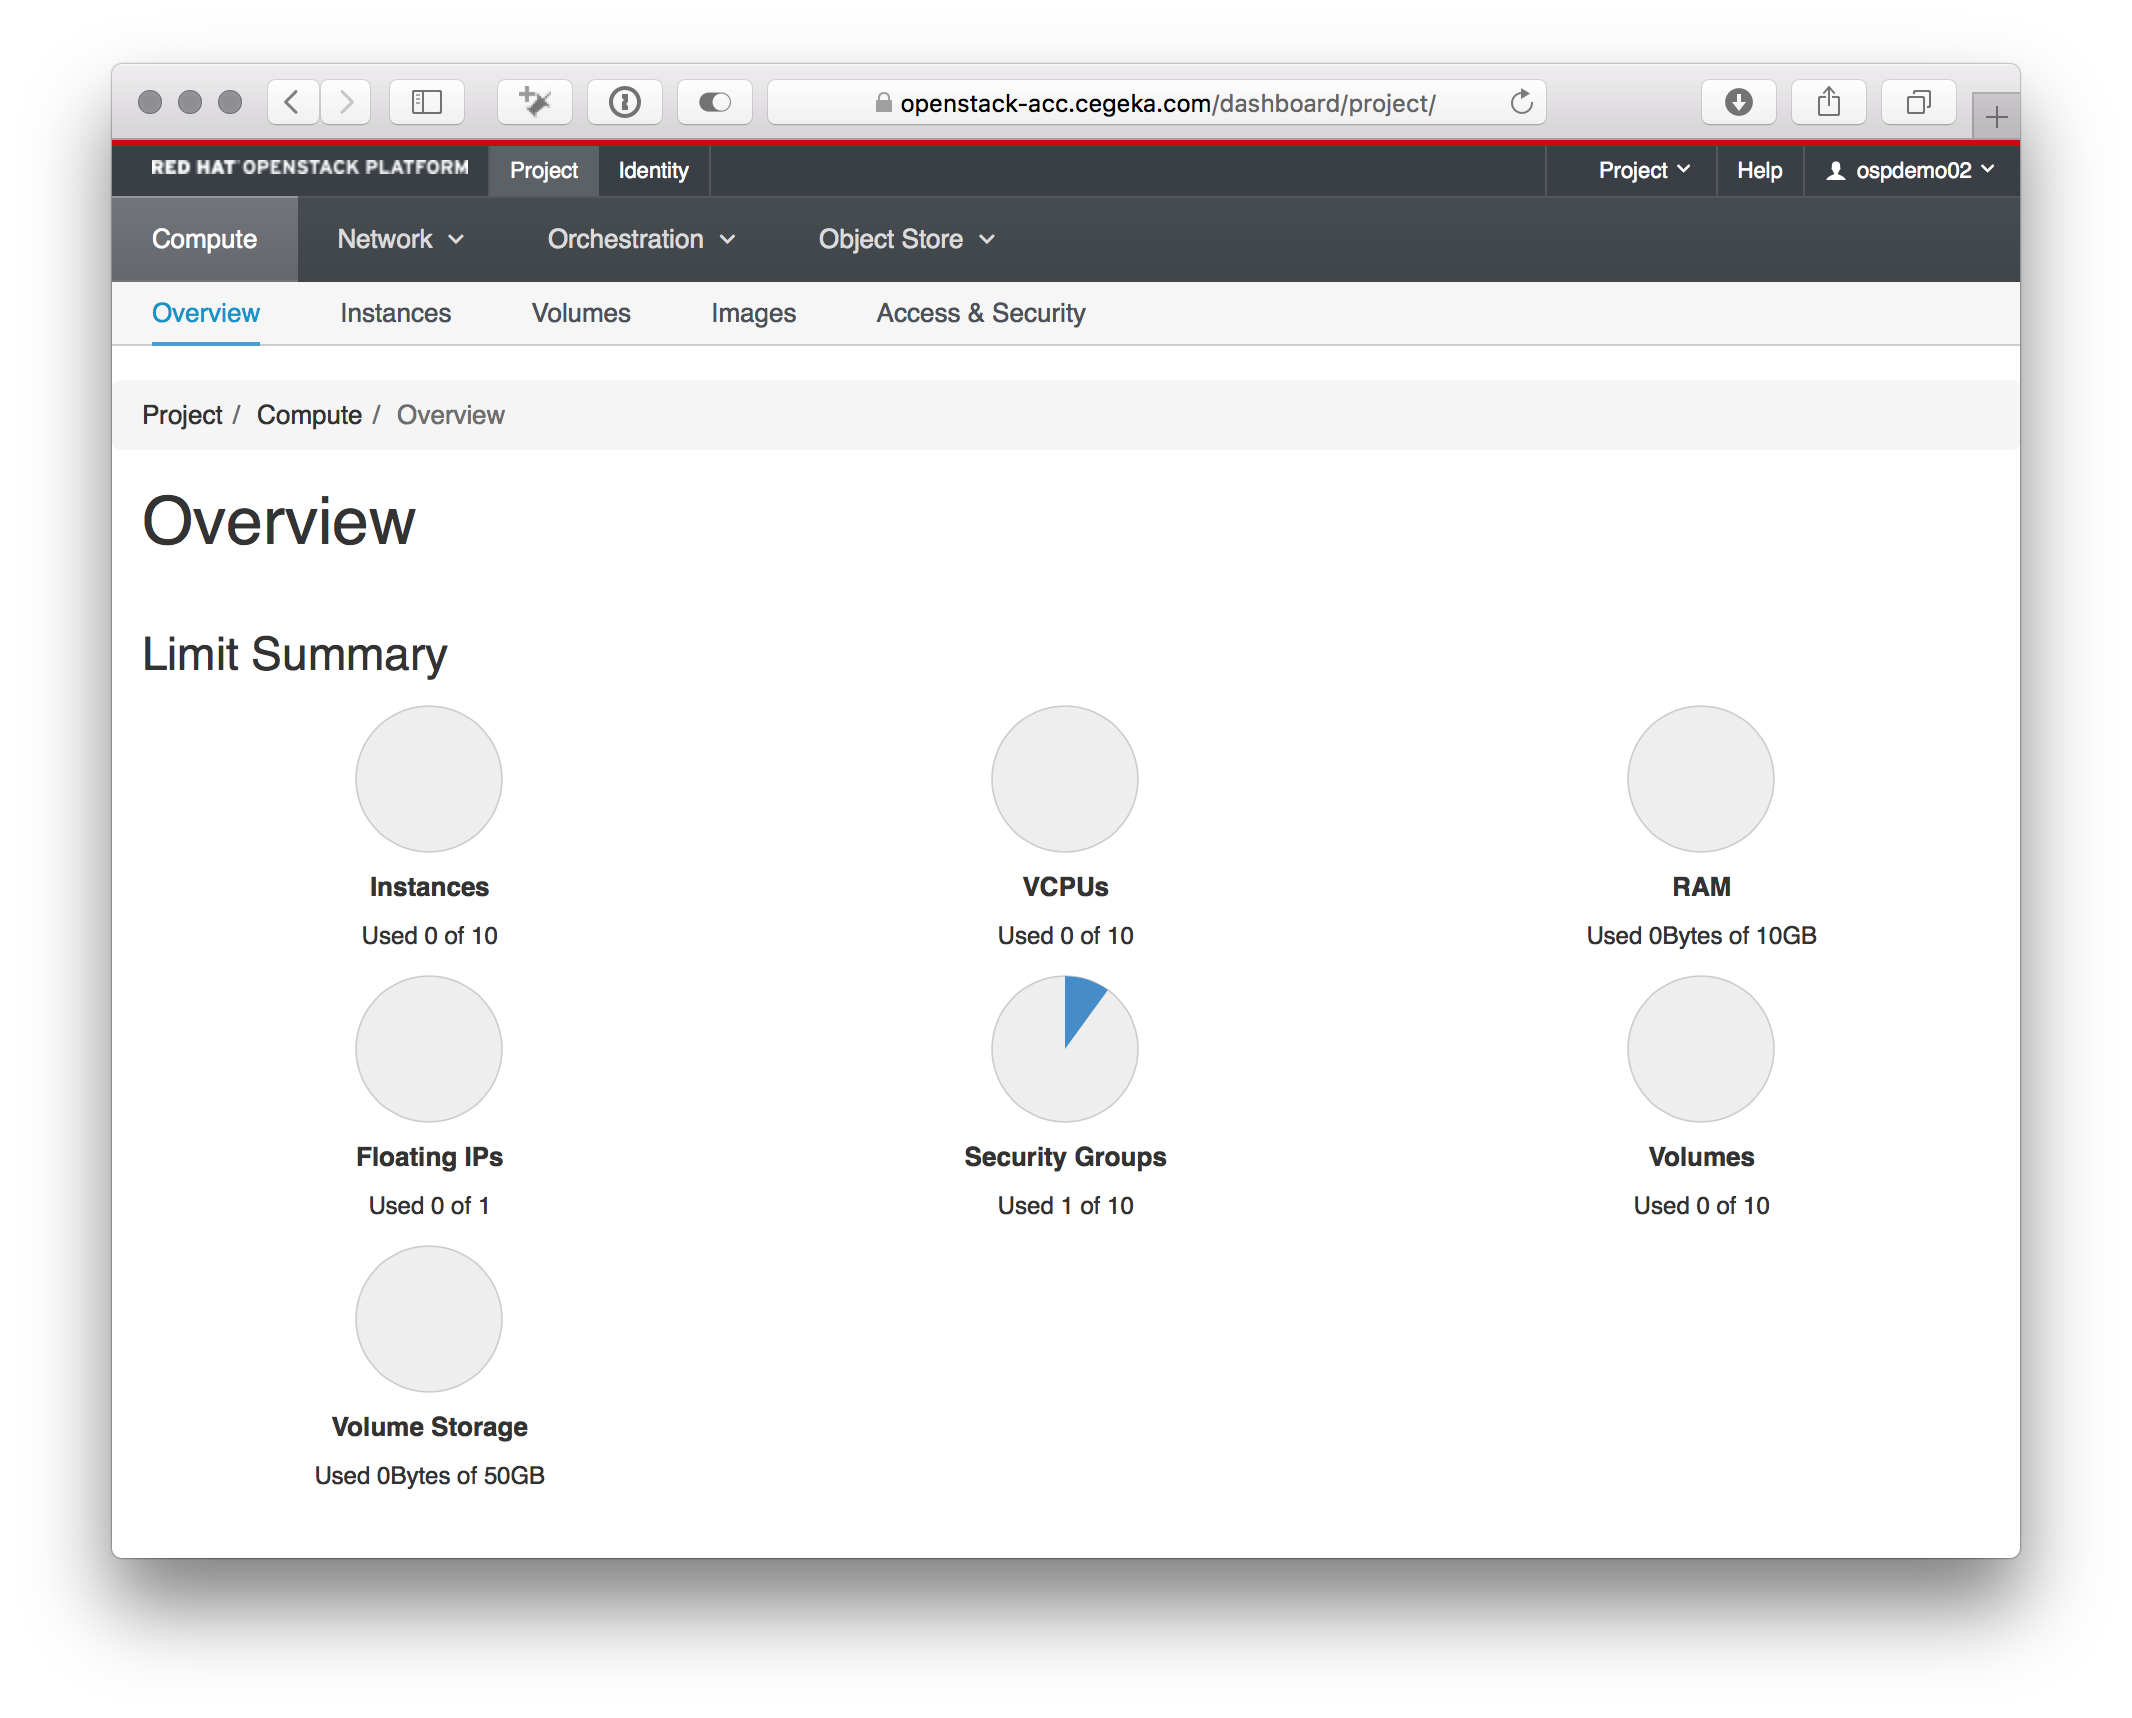 openstack-acc.cegeka.com/dashboard/project/
RED HAT OPENSTACK PLATFORM Project Identity Project Help ospdemo02
Compute Network Orchestration Object Store
Overview Instances Volumes Images Access & Security
Project / Compute / Overview
Overview
Limit Summary
Instances VCPUs RAM
Used 0 of 10 Used 0 of 10 Used 0Bytes of 10GB
Floating IPs Security Groups Volumes
Used 0 of 1 Used 1 of 10 Used 0 of 10
Volume Storage
Used 0Bytes of 50GB